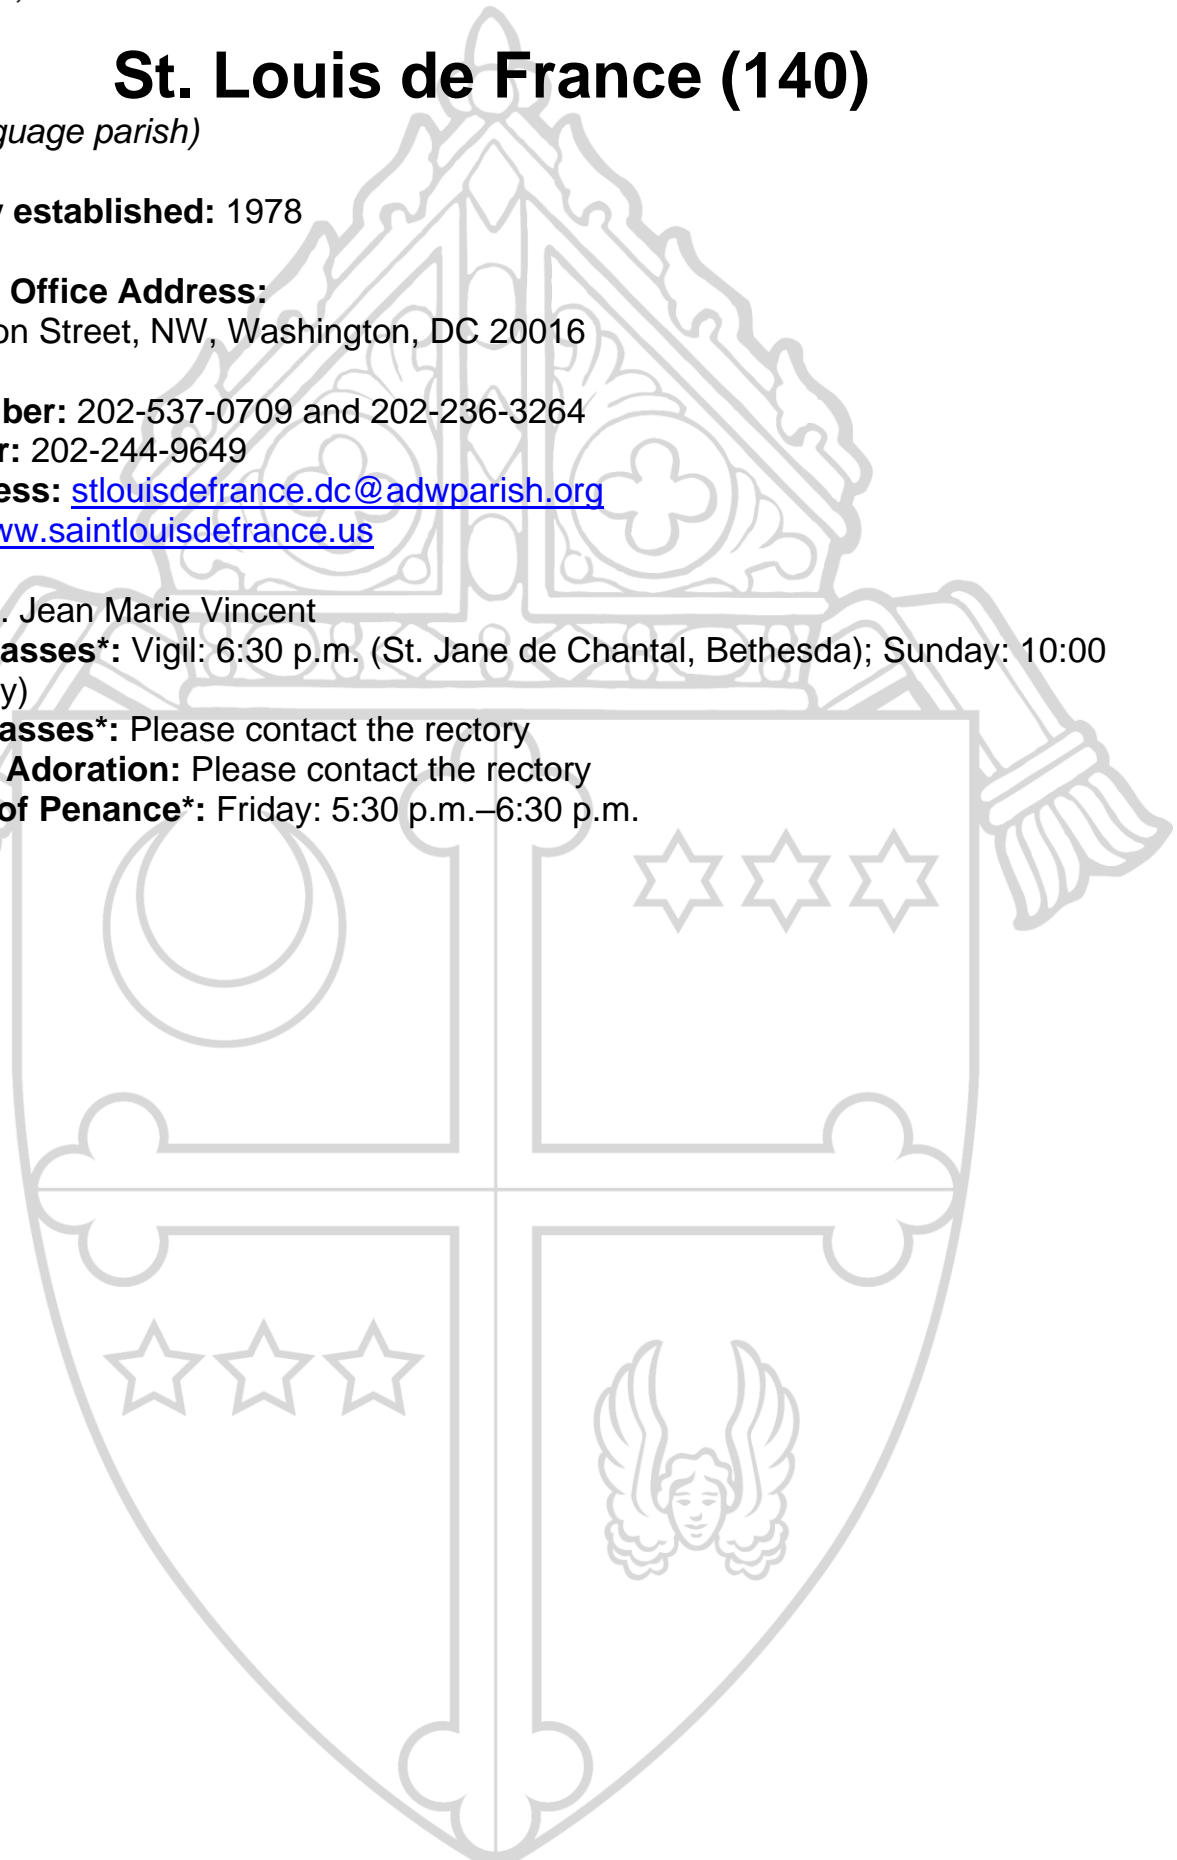 St. Louis de France (140)
guage parish)
y established: 1978
Office Address:
on Street, NW, Washington, DC 20016
ber: 202-537-0709 and 202-236-3264
r: 202-244-9649
ess: stlouisdefrance.dc@adwparish.org
ww.saintlouisdefrance.us
. Jean Marie Vincent
asses*: Vigil: 6:30 p.m. (St. Jane de Chantal, Bethesda); Sunday: 10:00
y)
asses*: Please contact the rectory
Adoration: Please contact the rectory
of Penance*: Friday: 5:30 p.m.–6:30 p.m.